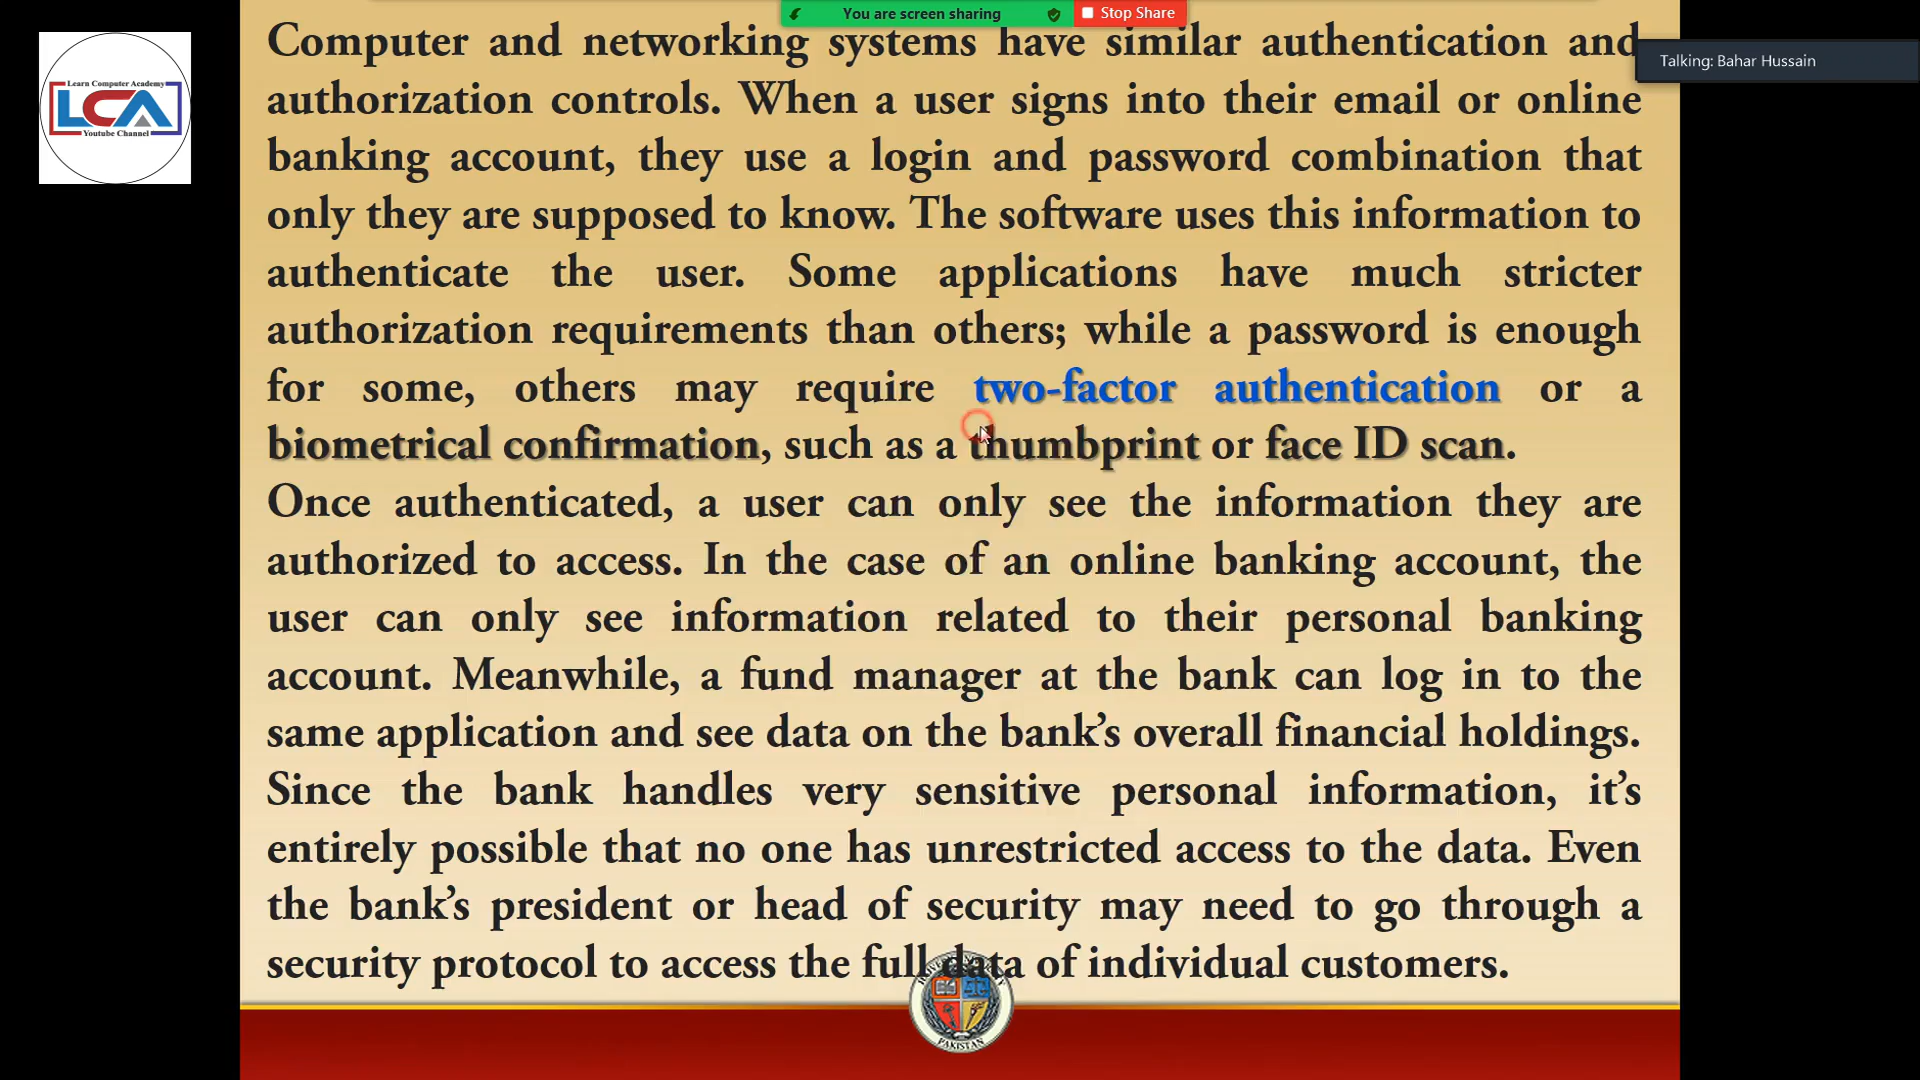 You are screen sharing
Stop Share
Talking: Bahar Hussain
Learn Computer Academy
LCA
Youtube Channel
Computer and networking systems have similar authentication and
authorization controls. When a user signs into their email or online
banking account, they use a login and password combination that
only they are supposed to know. The software uses this information to
authenticate the user. Some applications have much stricter
authorization requirements than others; while a password is enough
for some, others may require two-factor authentication or a
biometrical confirmation, such as a thumbprint or face ID scan.
Once authenticated, a user can only see the information they are
authorized to access. In the case of an online banking account, the
user can only see information related to their personal banking
account. Meanwhile, a fund manager at the bank can log in to the
same application and see data on the bank’s overall financial holdings.
Since the bank handles very sensitive personal information, it’s
entirely possible that no one has unrestricted access to the data. Even
the bank’s president or head of security may need to go through a
security protocol to access the full data of individual customers.
PAKISTAN